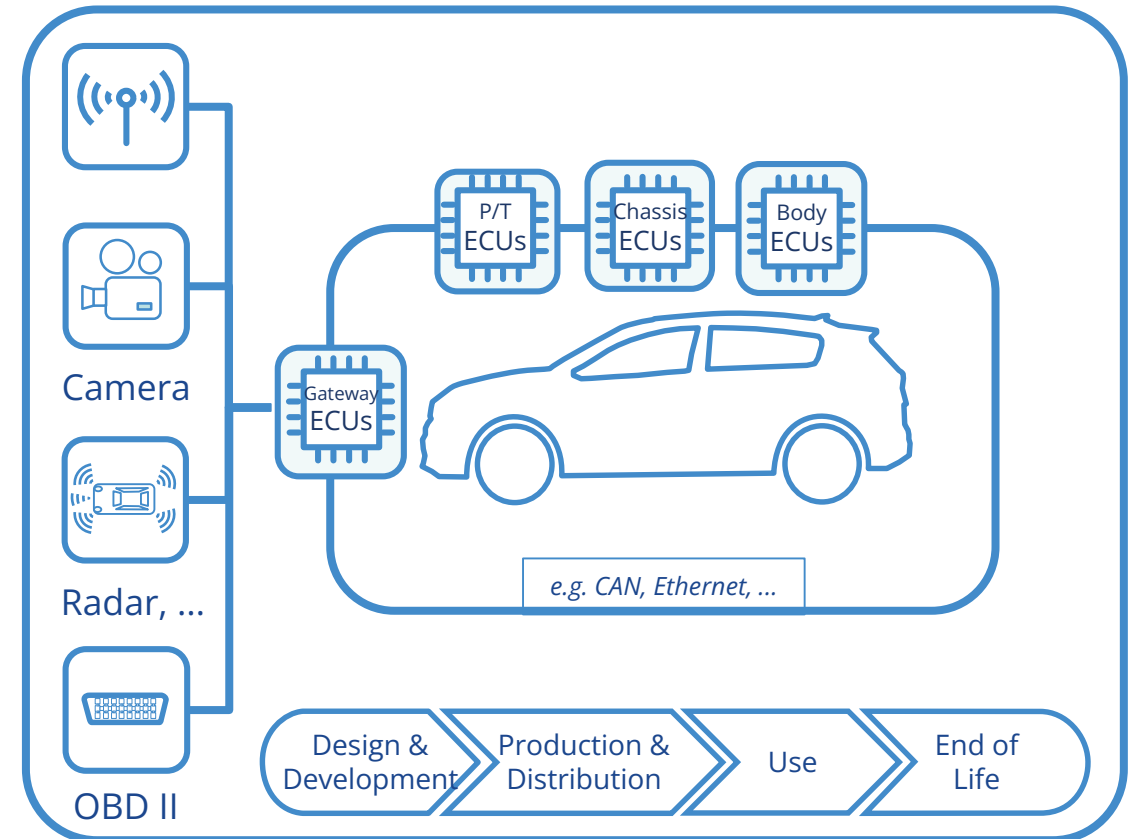 P/T
ECUs
Chassis
ECUs
Body
ECUs
Camera
Gateway
ECUs
Radar, ...
e.g. CAN, Ethernet, ...
OBD II
Design &
Development
Production &
Distribution
Use
End of
Life